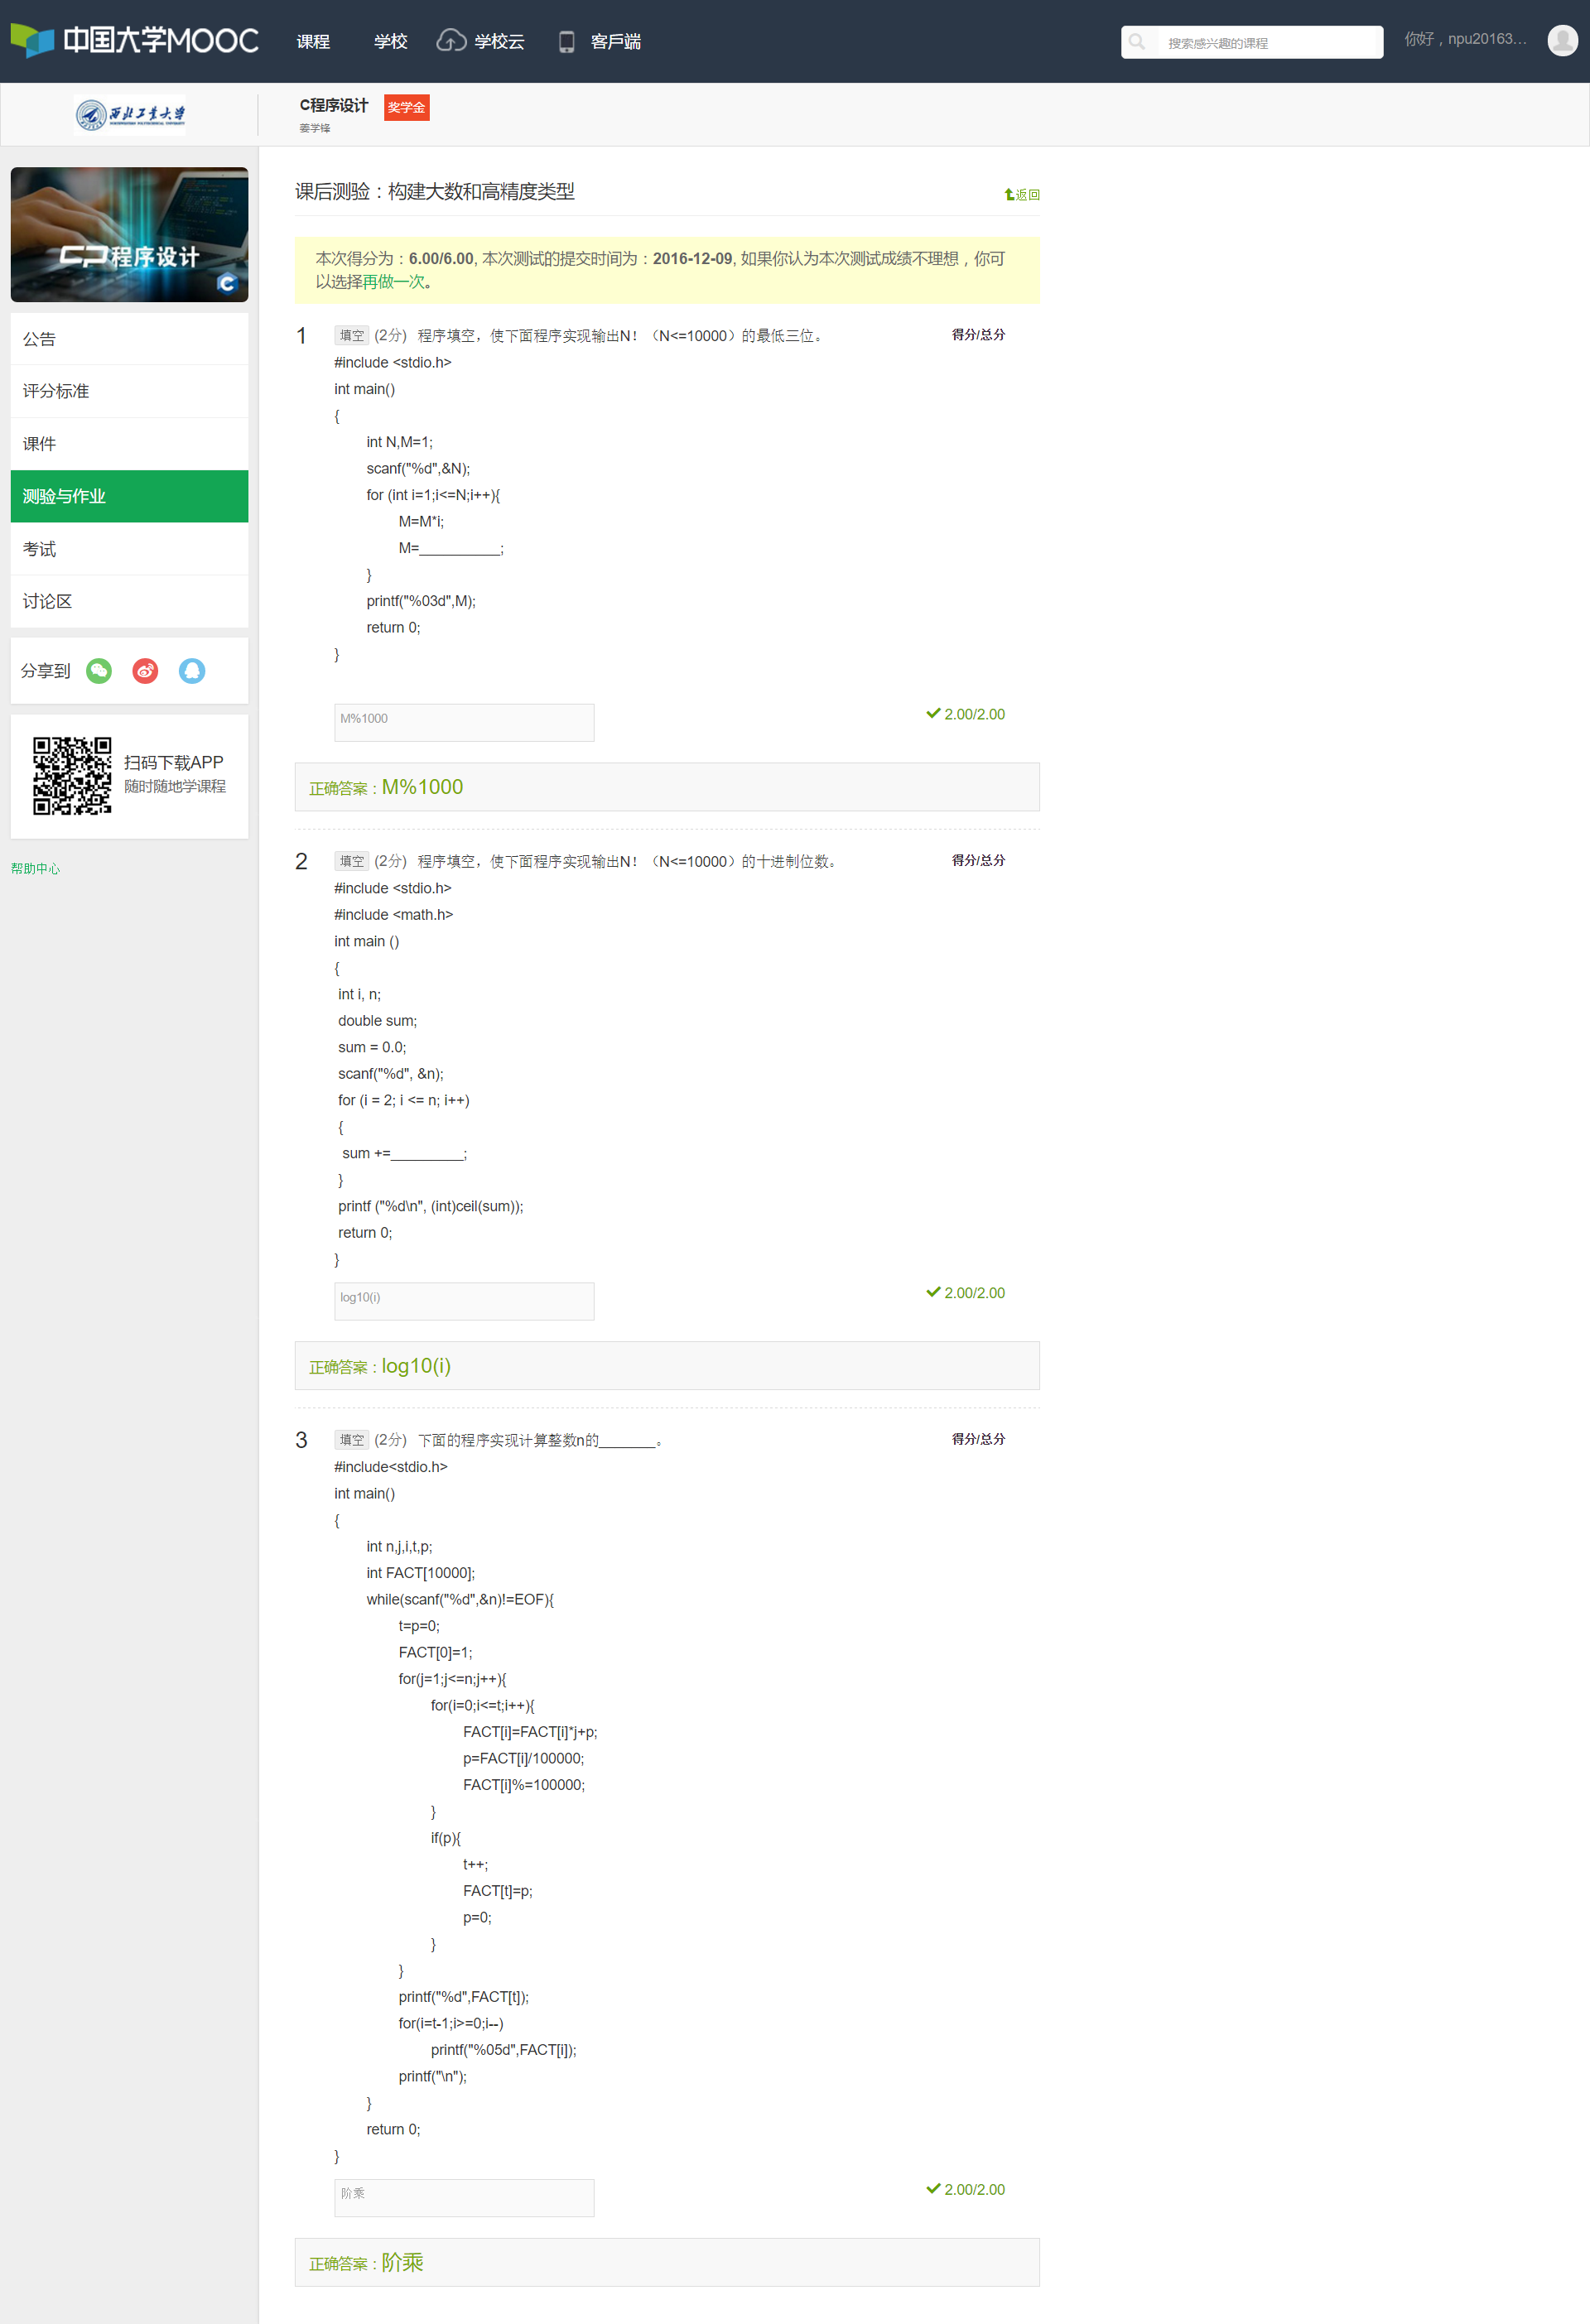 中国大学MOOC
课程
学校
学校云
客戶端
搜索感兴趣的课程
你好，npu20163...
西北工业大学
C程序设计
奖学金
姜学锋
程序设计
公告
评分标准
课件
测验与作业
考试
讨论区
分享到
扫码下载APP
随时随地学课程
帮助中心
课后测验：构建大数和高精度类型
返回
本次得分为：6.00/6.00, 本次测试的提交时间为：2016-12-09, 如果你认为本次测试成绩不理想，你可
以选择再做一次。
1 填空 (2分) 程序填空，使下面程序实现输出N！（N<=10000）的最低三位。 得分/总分
#include <stdio.h>
int main()
{
int N,M=1;
scanf("%d",&N);
for (int i=1;i<=N;i++){
M=M*i;
M=___________;
}
printf("%03d",M);
return 0;
}
M%1000
2.00/2.00
正确答案：M%1000
2 填空 (2分) 程序填空，使下面程序实现输出N！（N<=10000）的十进制位数。 得分/总分
#include <stdio.h>
#include <math.h>
int main ()
{
int i, n;
double sum;
sum = 0.0;
scanf("%d", &n);
for (i = 2; i <= n; i++)
{
sum +=__________;
}
printf ("%d\n", (int)ceil(sum));
return 0;
}
log10(i)
2.00/2.00
正确答案：log10(i)
3 填空 (2分) 下面的程序实现计算整数n的________。 得分/总分
#include<stdio.h>
int main()
{
int n,j,i,t,p;
int FACT[10000];
while(scanf("%d",&n)!=EOF){
t=p=0;
FACT[0]=1;
for(j=1;j<=n;j++){
for(i=0;i<=t;i++){
FACT[i]=FACT[i]*j+p;
p=FACT[i]/100000;
FACT[i]%=100000;
}
if(p){
t++;
FACT[t]=p;
p=0;
}
}
printf("%d",FACT[t]);
for(i=t-1;i>=0;i--)
printf("%05d",FACT[i]);
printf("\n");
}
return 0;
}
阶乘
2.00/2.00
正确答案：阶乘